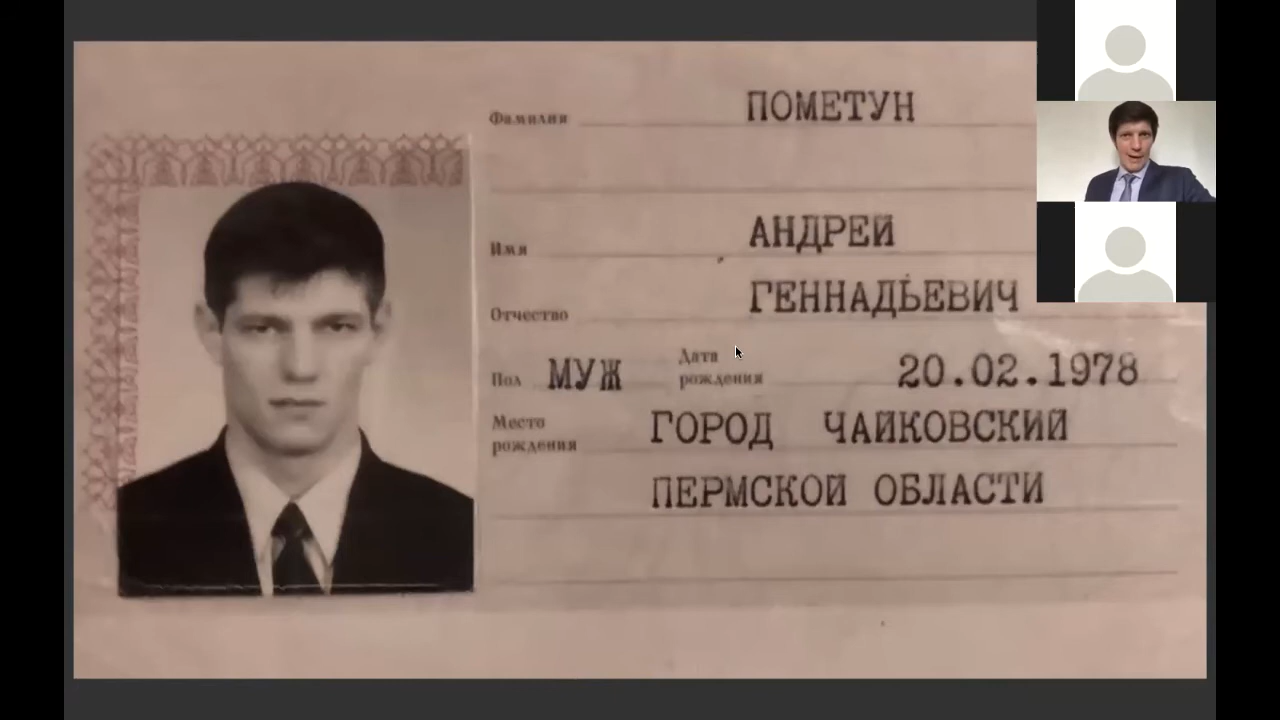 Фамилия ПОМЕТУН
Имя АНДРЕЙ
Отчество ГЕННАДЬЕВИЧ
Пол МУЖ Дата рождения 20.02.1978
Место рождения ГОРОД ЧАЙКОВСКИЙ
ПЕРМСКОЙ ОБЛАСТИ